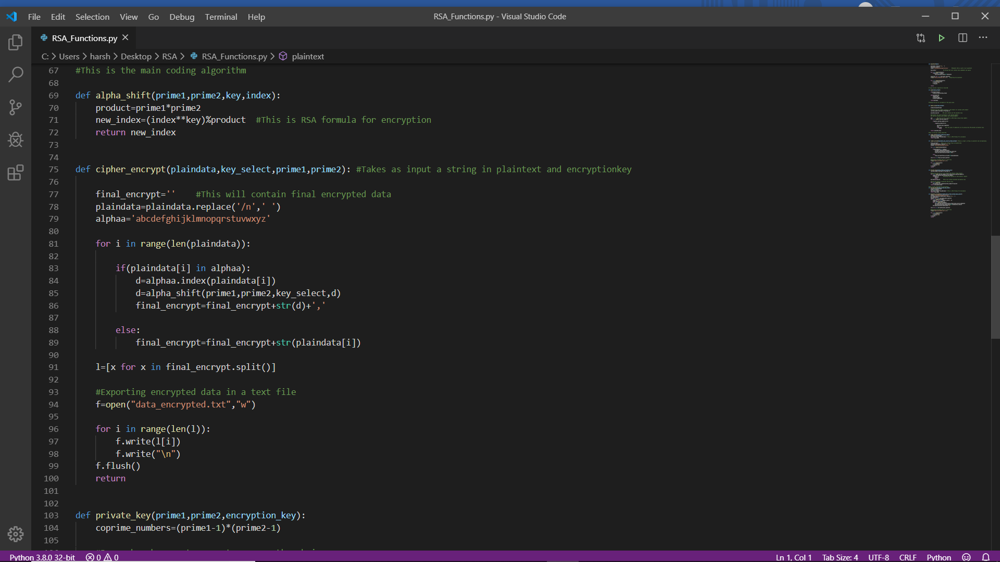 File Edit Selection View Go Debug Terminal Help RSA_Functions.py - Visual Studio Code
RSA_Functions.py
C: > Users > harsh > Desktop > RSA > RSA_Functions.py > plaintext
67 #This is the main coding algorithm
68
69 def alpha_shift(prime1,prime2,key,index):
70 product=prime1*prime2
71 new_index=(index**key)%product #This is RSA formula for encryption
72 return new_index
73
74
75 def cipher_encrypt(plaindata,key_select,prime1,prime2): #Takes as input a string in plaintext and encryptionkey
76
77 final_encrypt='' #This will contain final encrypted data
78 plaindata=plaindata.replace('/n',' ')
79 alphaa='abcdefghijklmnopqrstuvwxyz'
80
81 for i in range(len(plaindata)):
82
83 if(plaindata[i] in alphaa):
84 d=alphaa.index(plaindata[i])
85 d=alpha_shift(prime1,prime2,key_select,d)
86 final_encrypt=final_encrypt+str(d)+','
87
88 else:
89 final_encrypt=final_encrypt+str(plaindata[i])
90
91 l=[x for x in final_encrypt.split()]
92
93 #Exporting encrypted data in a text file
94 f=open("data_encrypted.txt","w")
95
96 for i in range(len(l)):
97 f.write(l[i])
98 f.write("\n")
99 f.flush()
100 return
101
102
103 def private_key(prime1,prime2,encryption_key):
104 coprime_numbers=(prime1-1)*(prime2-1)
105
Python 3.8.0 32-bit 0 0 Ln 1, Col 1 Tab Size: 4 UTF-8 CRLF Python